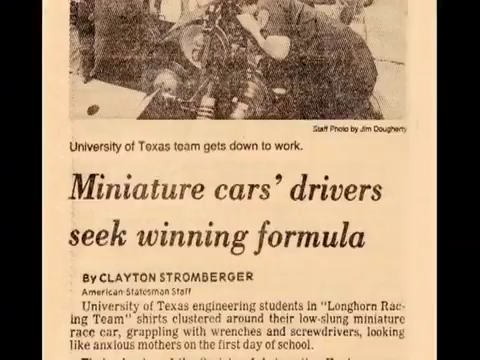 Staff Photo by Jim Dougherty
University of Texas team gets down to work.
Miniature cars' drivers
seek winning formula
By CLAYTON STROMBERGER
American-Statesman Staff
University of Texas engineering students in "Longhorn Rac-
ing Team" shirts clustered around their low-slung miniature
race car, grappling with wrenches and screwdrivers, looking
like anxious mothers on the first day of school.